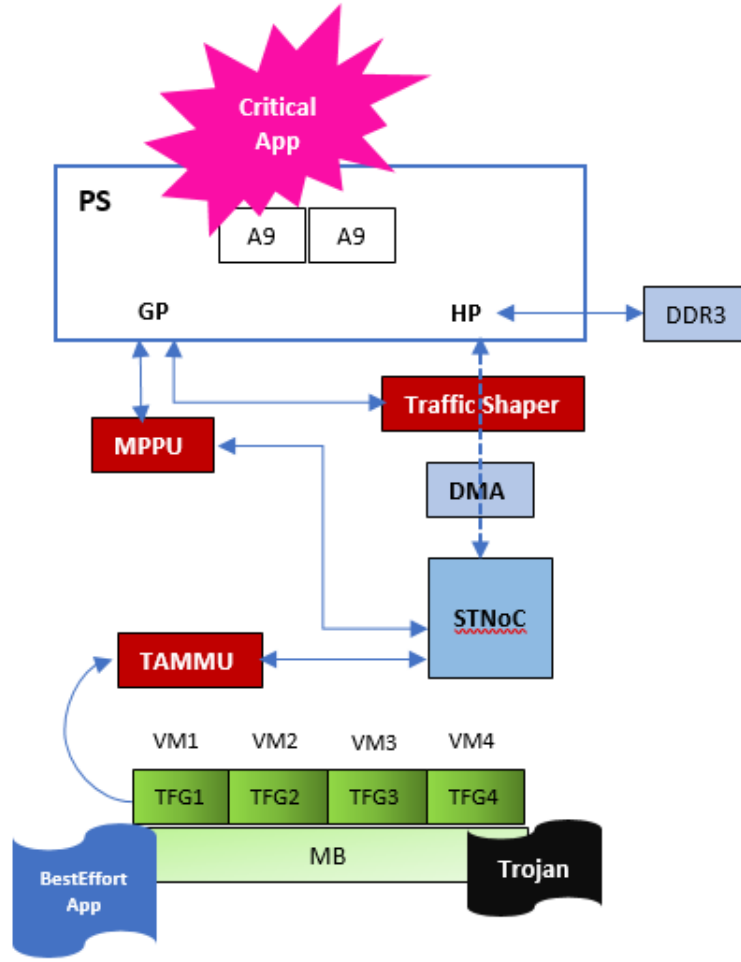 Critical
App
PS
A9 A9
GP HP
DDR3
Traffic Shaper
MPPU
DMA
STNoC
TAMMU
VM1 VM2 VM3 VM4
TFG1 TFG2 TFG3 TFG4
MB
BestEffort
App
Trojan